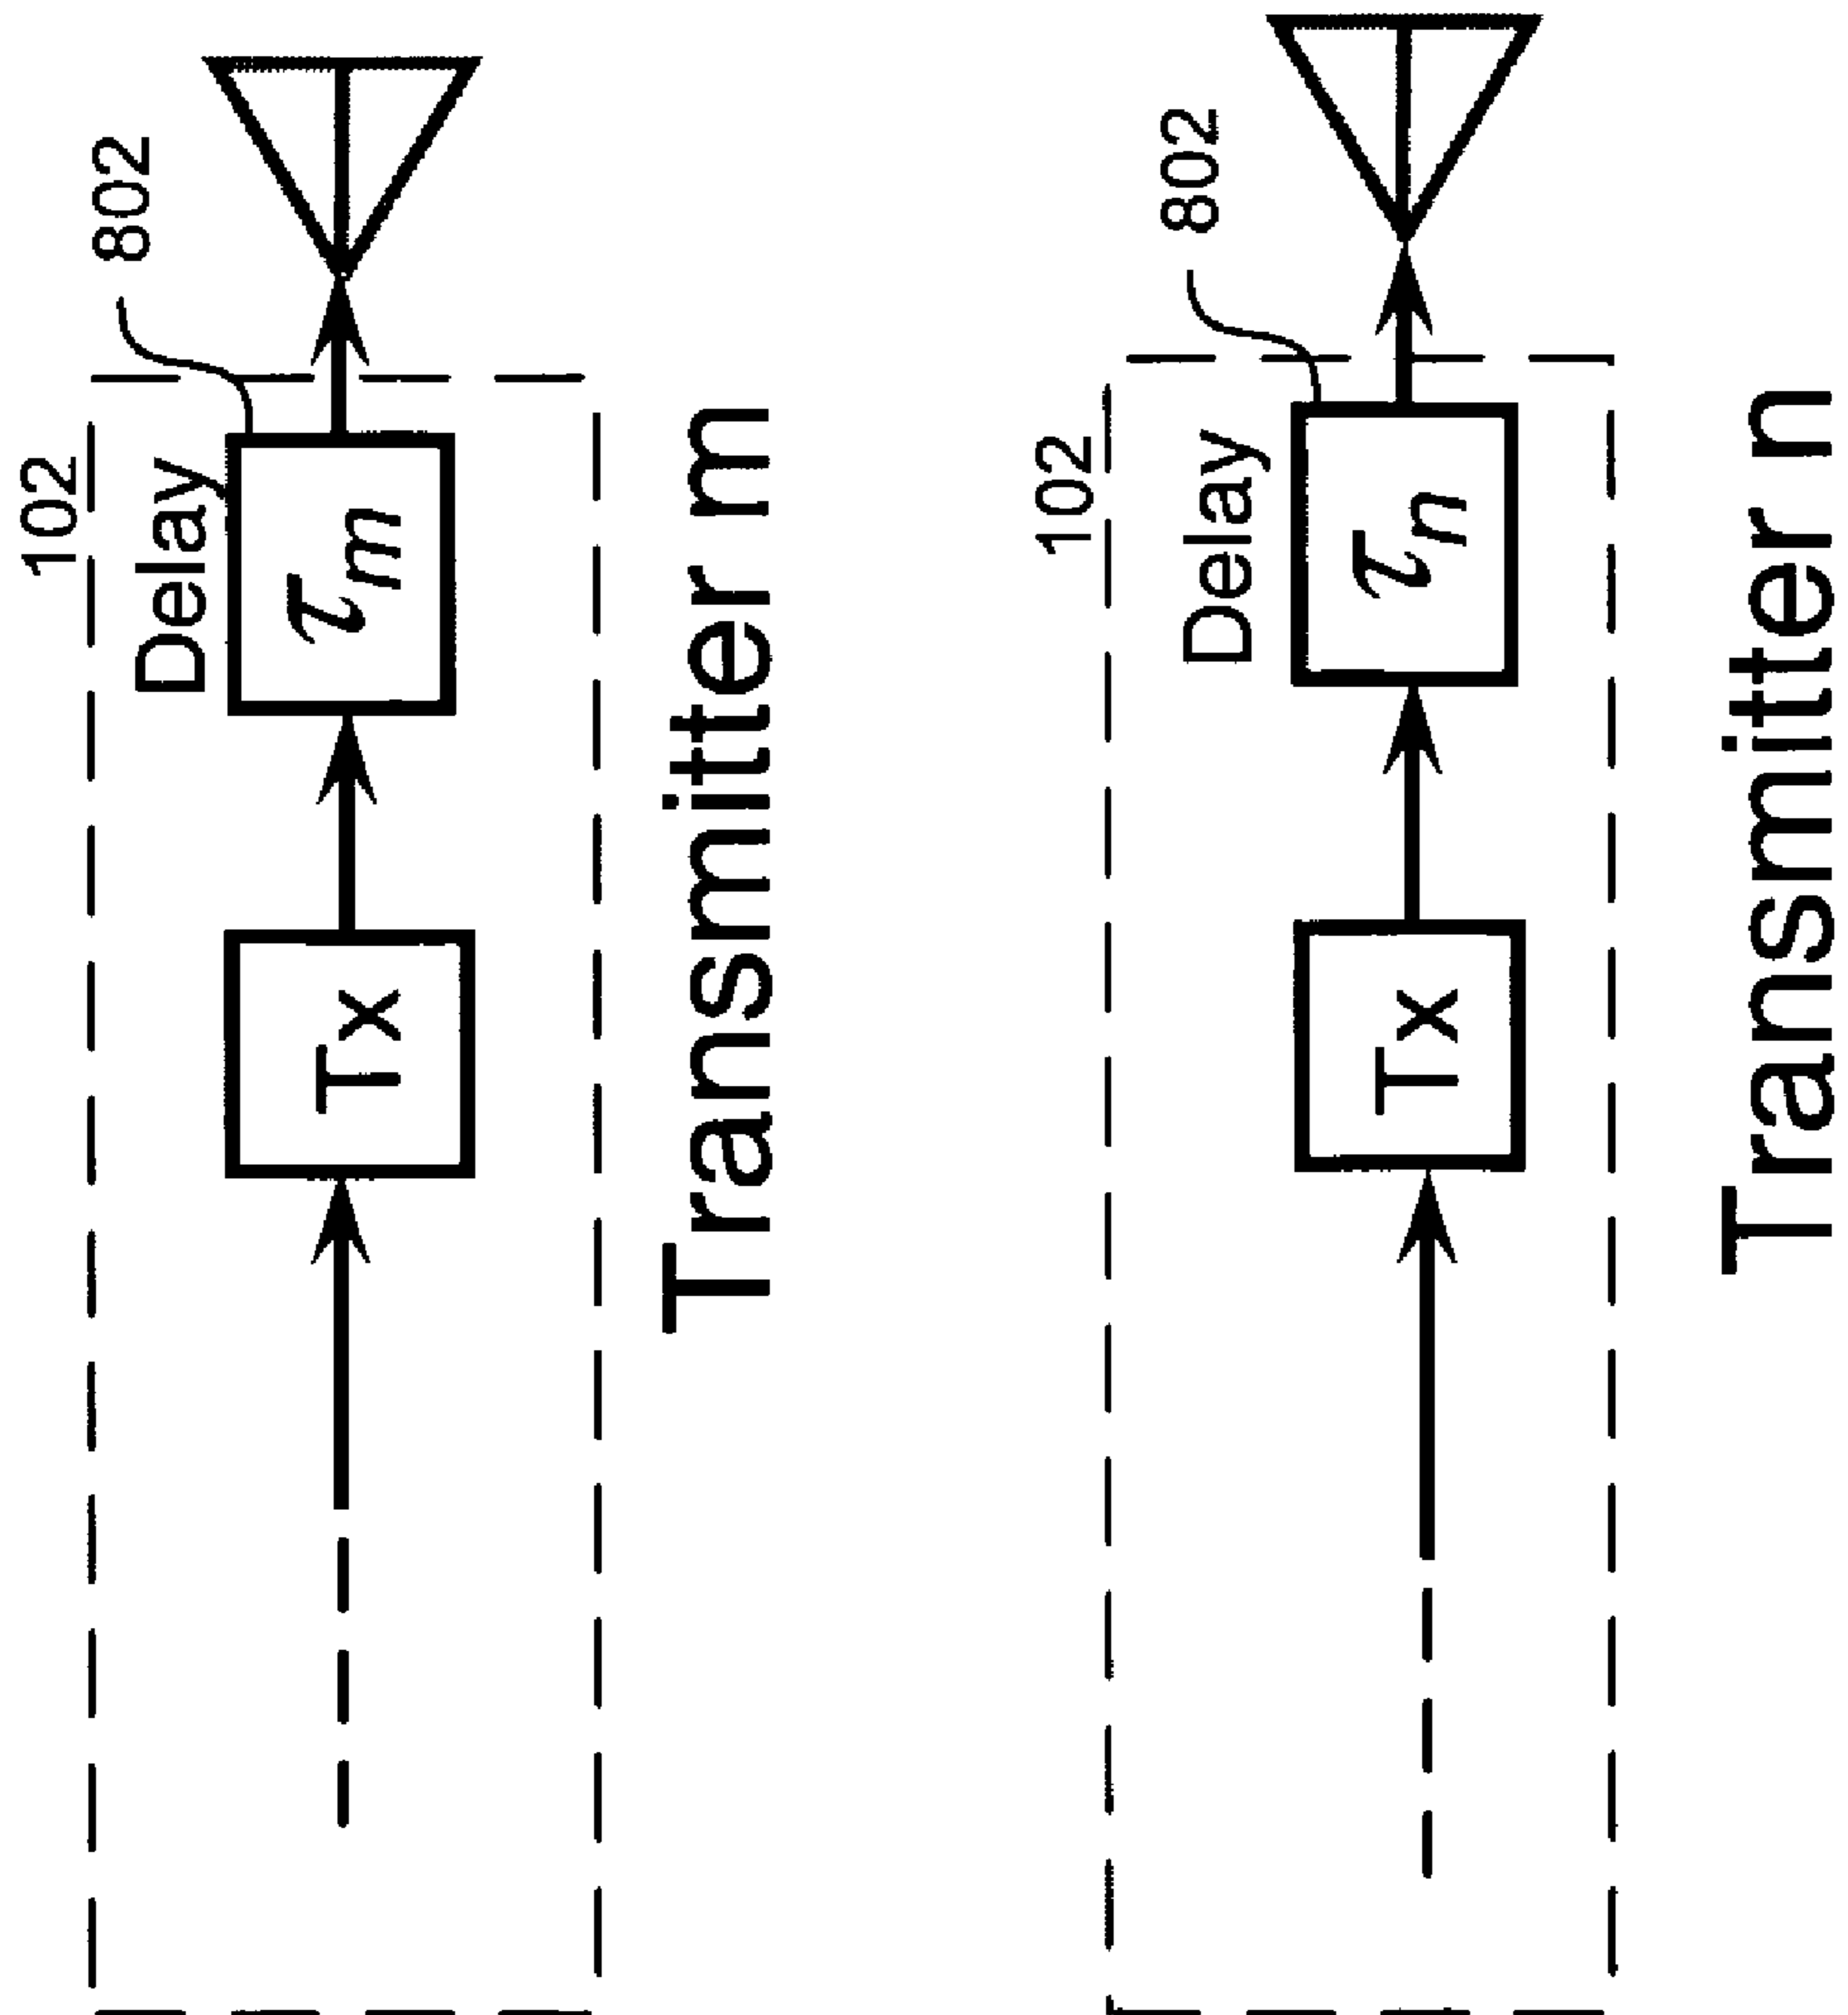 802
102
Delay
τm
Tx
Transmitter m
802
102
Delay
τn
Tx
Transmitter n